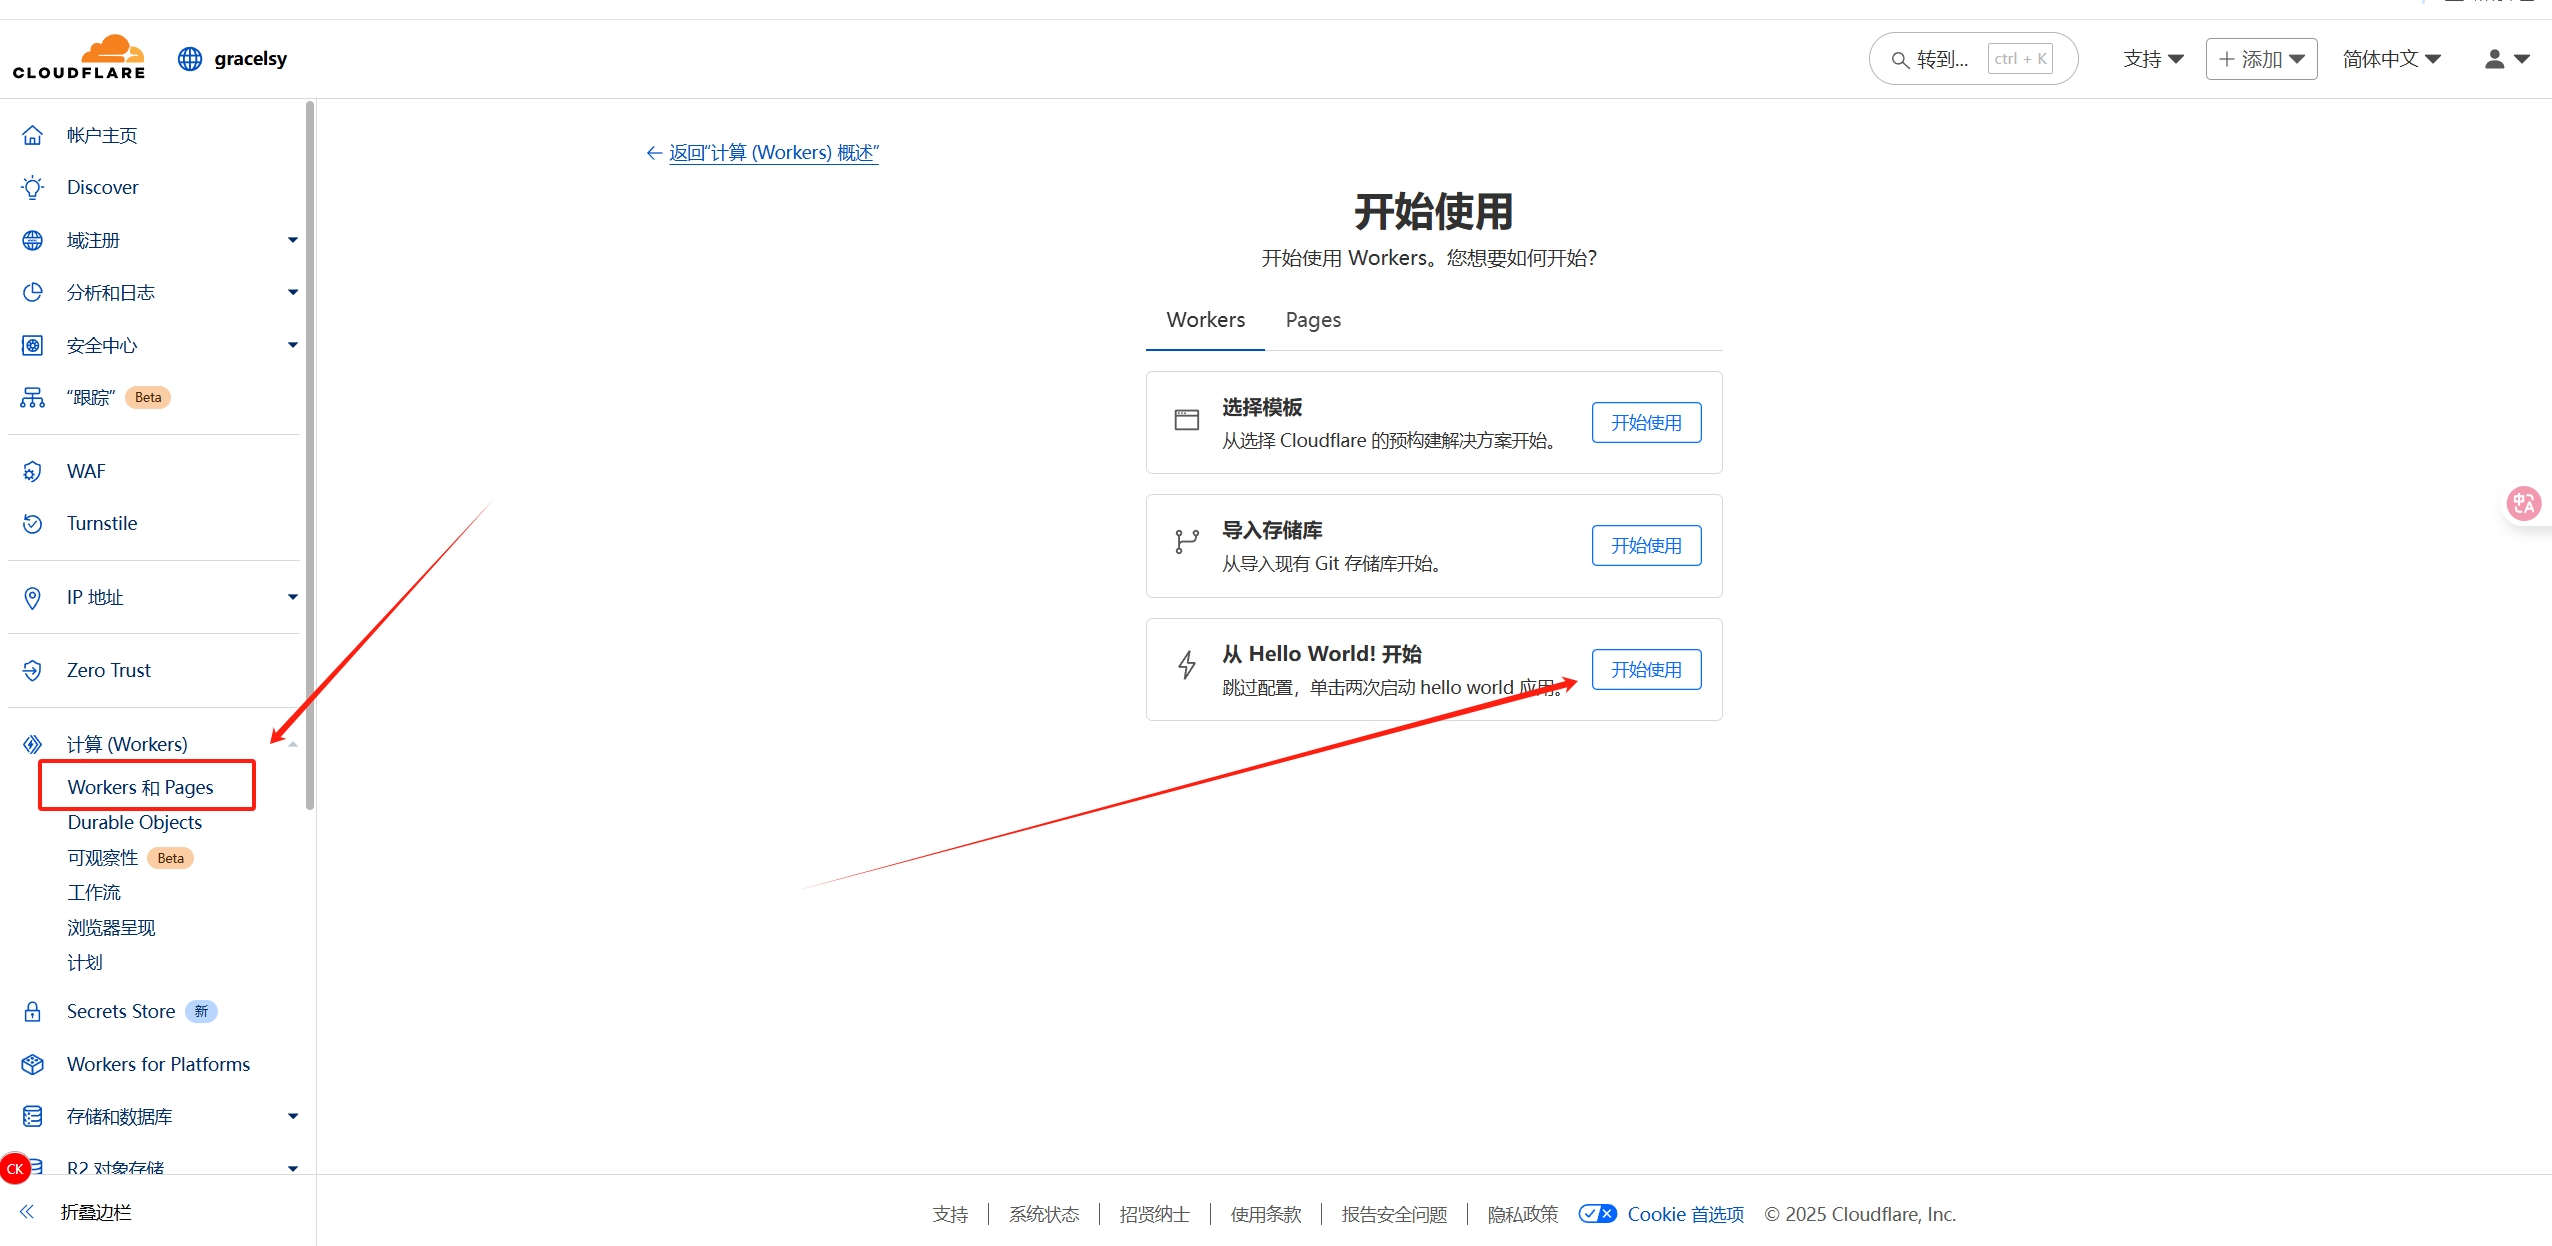 CLOUDFLARE
gracelsy
转到... ctrl + K
支持
添加
简体中文
帐户主页
Discover
域注册
分析和日志
安全中心
“跟踪” Beta
WAF
Turnstile
IP 地址
Zero Trust
计算 (Workers)
Workers 和 Pages
Durable Objects
可观察性 Beta
工作流
浏览器呈现
计划
Secrets Store 新
Workers for Platforms
存储和数据库
R2 对象存储
CK
折叠边栏
返回“计算 (Workers) 概述”
开始使用
开始使用 Workers。您想要如何开始？
Workers Pages
选择模板
从选择 Cloudflare 的预构建解决方案开始。
开始使用
导入存储库
从导入现有 Git 存储库开始。
开始使用
从 Hello World! 开始
跳过配置，单击两次启动 hello world 应用。
开始使用
中A
支持 系统状态 招贤纳士 使用条款 报告安全问题 隐私政策 Cookie 首选项 © 2025 Cloudflare, Inc.